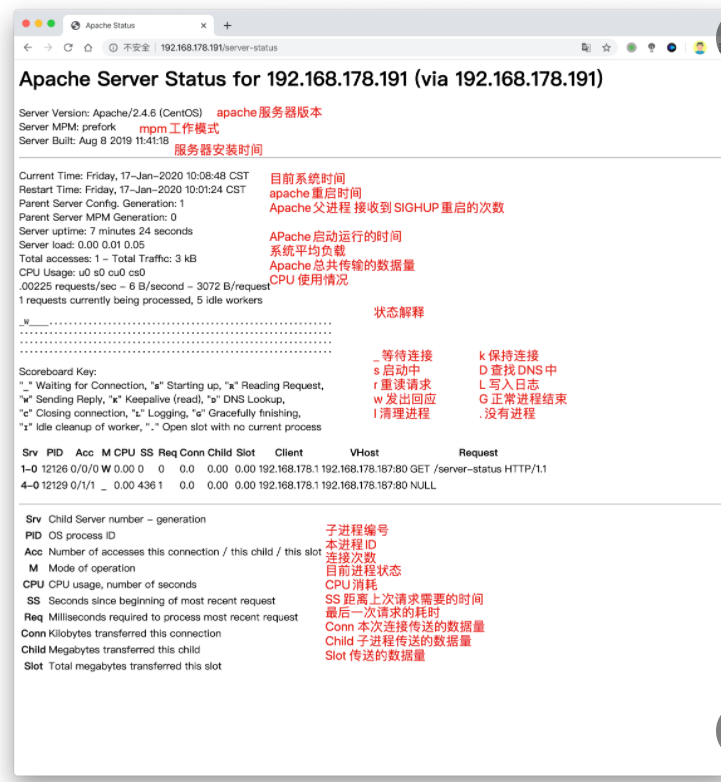 Apache Status
不安全 | 192.168.178.191/server-status
Apache Server Status for 192.168.178.191 (via 192.168.178.191)
Server Version: Apache/2.4.6 (CentOS) apache 服务器版本
Server MPM: prefork mpm 工作模式
Server Built: Aug 8 2019 11:41:18 服务器安装时间
Current Time: Friday, 17-Jan-2020 10:08:48 CST 目前系统时间
Restart Time: Friday, 17-Jan-2020 10:01:24 CST apache 重启时间
Parent Server Config. Generation: 1 Apache 父进程 接收到 SIGHUP 重启的次数
Parent Server MPM Generation: 0
Server uptime: 7 minutes 24 seconds APache 启动运行的时间
Server load: 0.00 0.01 0.05 系统平均负载
Total accesses: 1 - Total Traffic: 3 kB Apache 总共传输的数据量
CPU Usage: u0 s0 cu0 cs0 CPU 使用情况
.00225 requests/sec - 6 B/second - 3072 B/request
1 requests currently being processed, 5 idle workers
状态解释
_W____..........................................................
................................................................
................................................................
................................................................
_ 等待连接 k 保持连接
s 启动中 D 查找 DNS 中
r 重读请求 L 写入日志
w 发出回应 G 正常进程结束
I 清理进程 . 没有进程
Scoreboard Key:
"_" Waiting for Connection, "S" Starting up, "R" Reading Request,
"W" Sending Reply, "K" Keepalive (read), "D" DNS Lookup,
"C" Closing connection, "L" Logging, "G" Gracefully finishing,
"I" Idle cleanup of worker, "." Open slot with no current process
Srv PID Acc M CPU SS Req Conn Child Slot Client VHost Request
1-0 12126 0/0/0 W 0.00 0 0 0.0 0.00 0.00 192.168.178.1 192.168.178.187:80 GET /server-status HTTP/1.1
4-0 12129 0/1/1 _ 0.00 436 1 0.0 0.00 0.00 192.168.178.1 192.168.178.187:80 NULL
Srv Child Server number - generation 子进程编号
PID OS process ID 本进程 ID
Acc Number of accesses this connection / this child / this slot 连接次数
M Mode of operation 目前进程状态
CPU CPU usage, number of seconds CPU 消耗
SS Seconds since beginning of most recent request SS 距离上次请求需要的时间
Req Milliseconds required to process most recent request 最后一次请求的耗时
Conn Kilobytes transferred this connection Conn 本次连接传送的数据量
Child Megabytes transferred this child Child 子进程传送的数据量
Slot Total megabytes transferred this slot Slot 传送的数据量